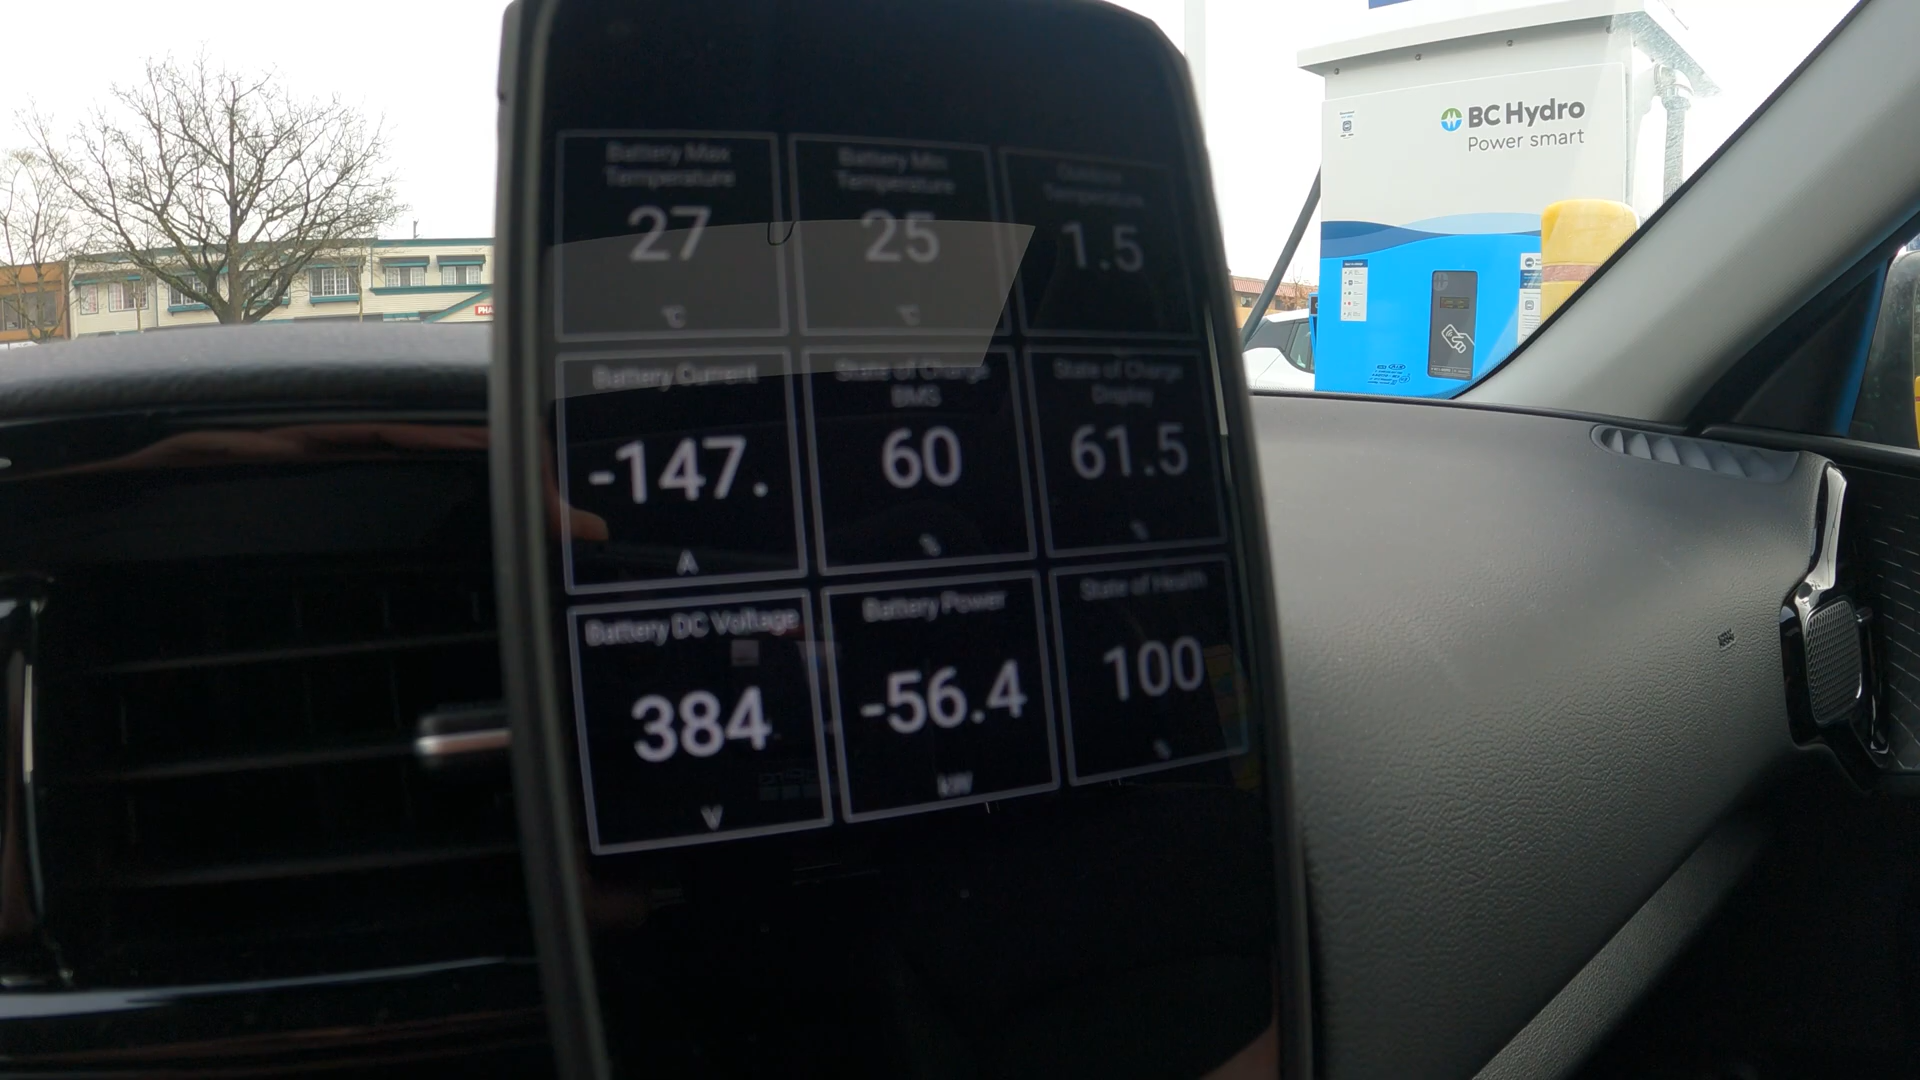 Battery Max
Temperature
27
°C
Battery Min
Temperature
25
°C
Outdoor
Temperature
1.5
Battery Current
-147.
A
State of Charge
BMS
60
%
State of Charge
Display
61.5
%
Battery DC Voltage
384
V
Battery Power
-56.4
kW
State of Health
100
%
BC Hydro
Power smart